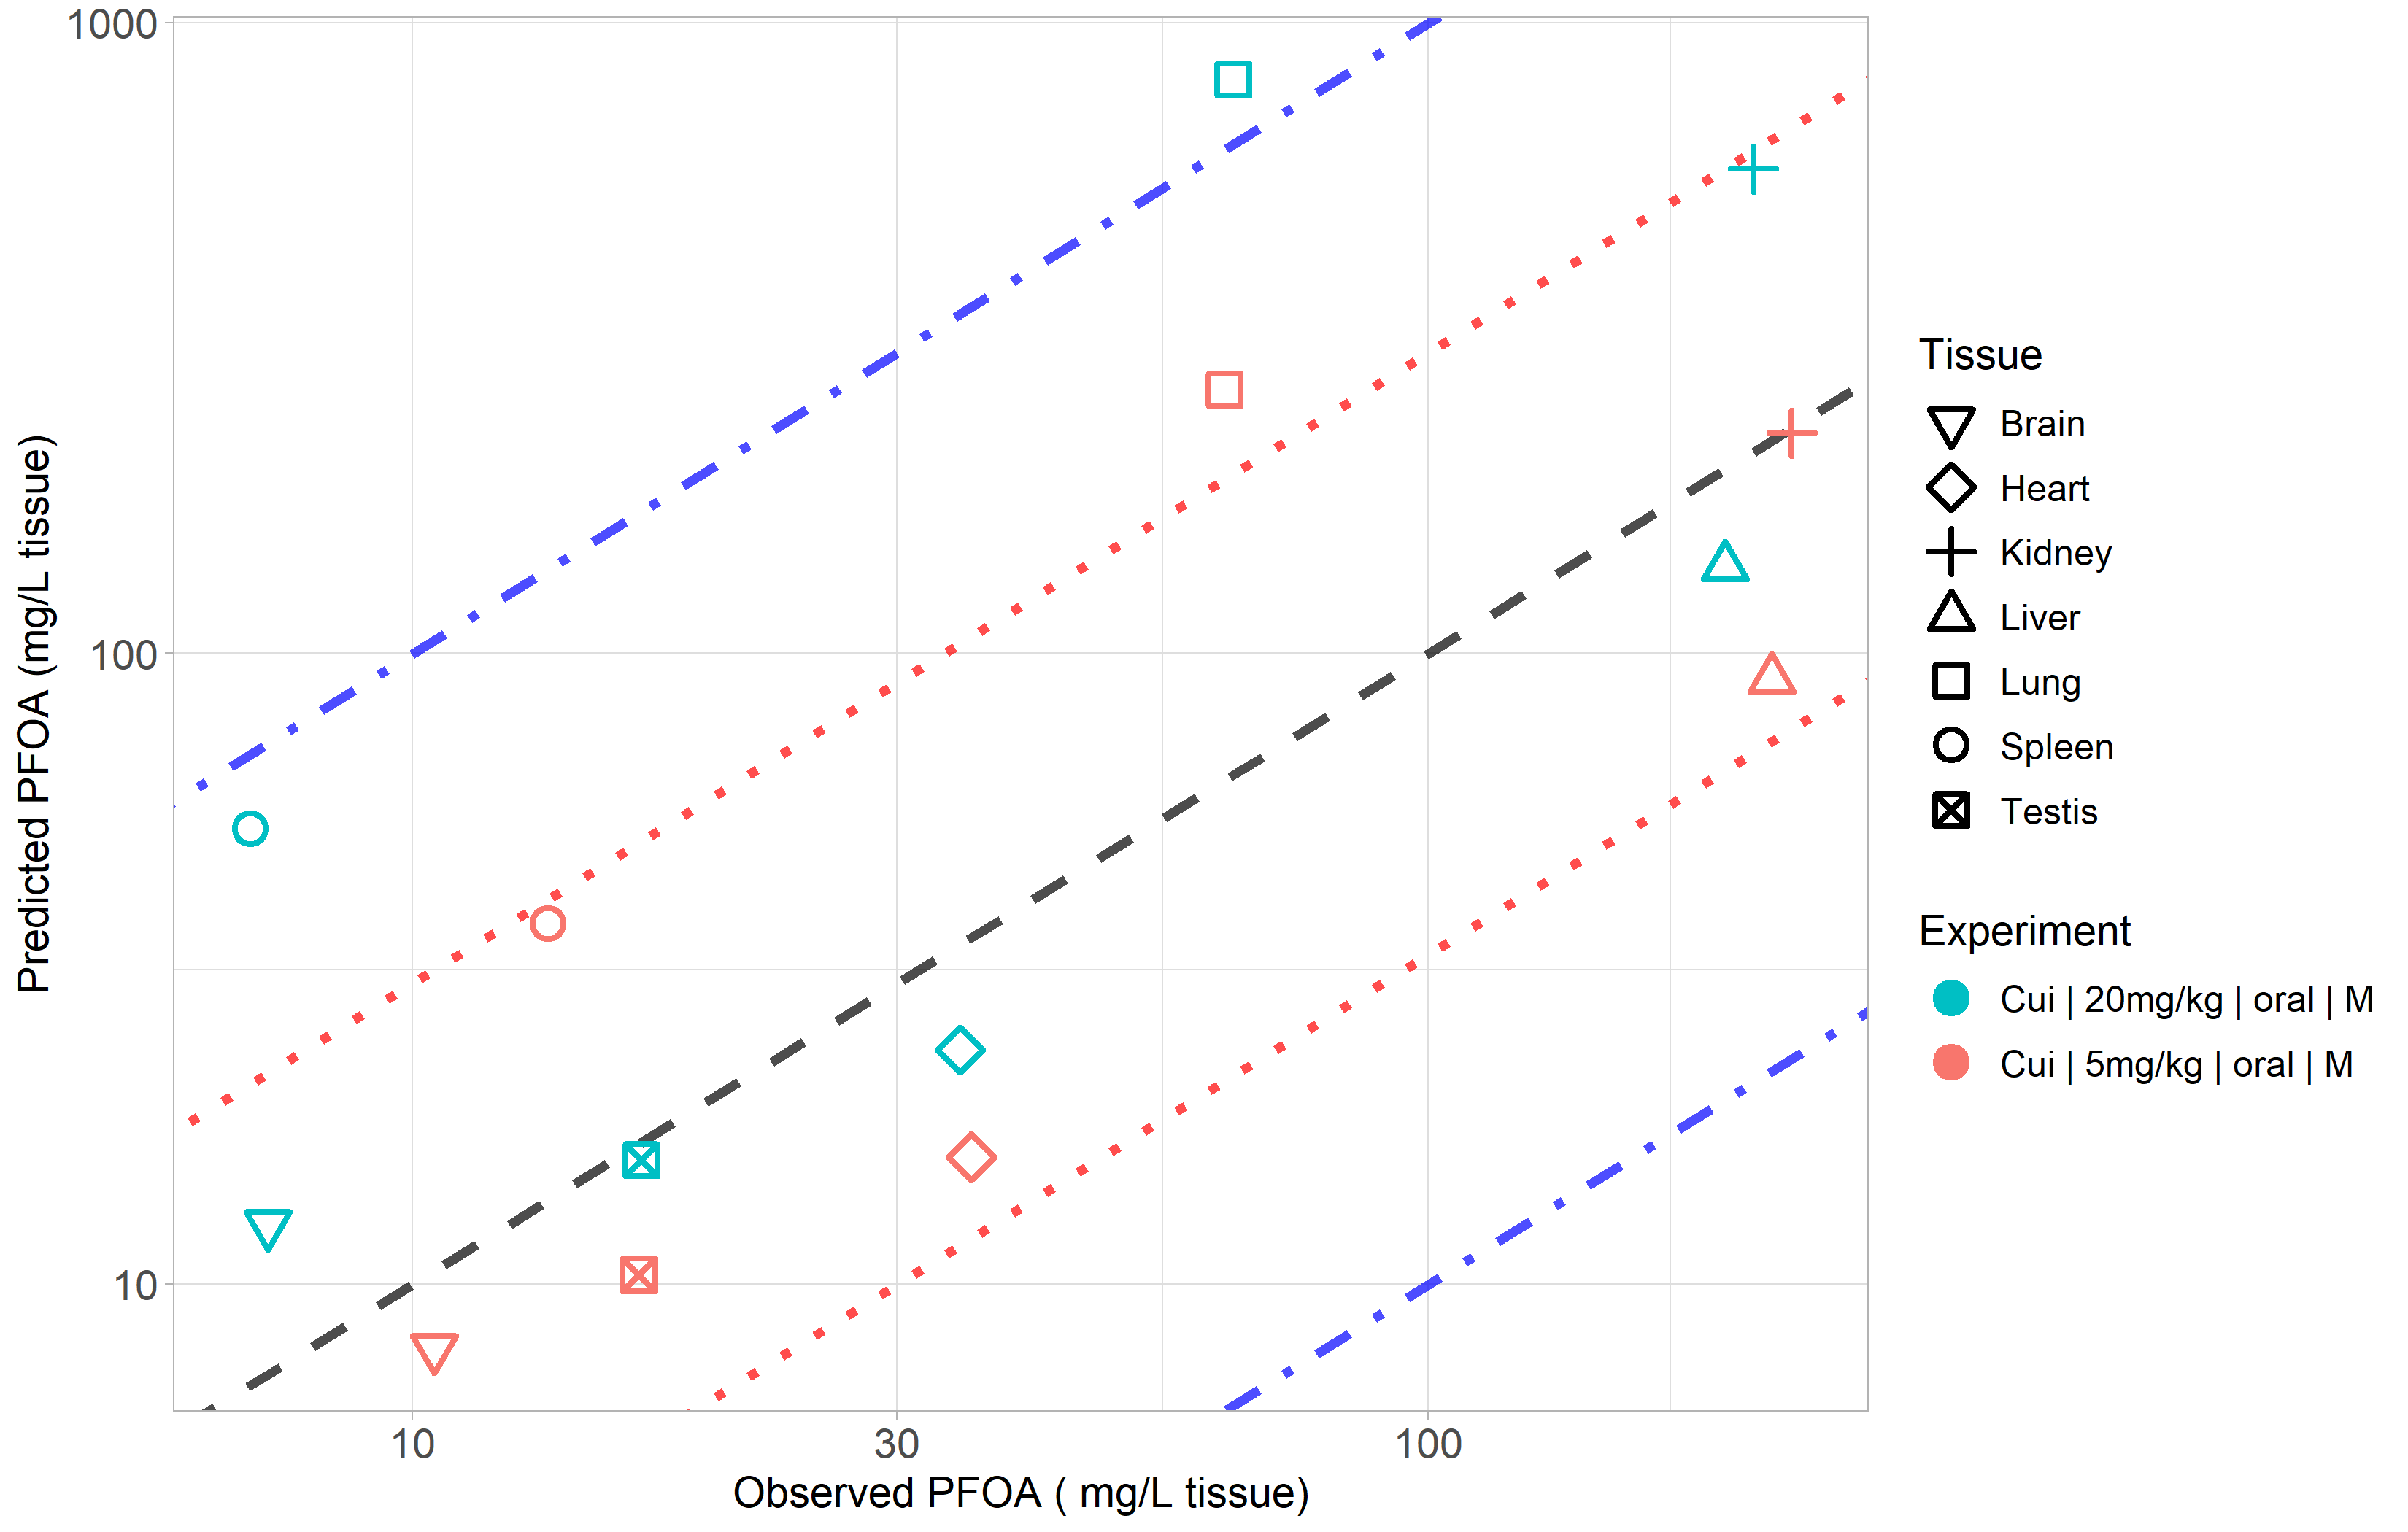 1000
100
10
Predicted PFOA (mg/L tissue)
10
30
100
Observed PFOA ( mg/L tissue)
Tissue
Brain
Heart
Kidney
Liver
Lung
Spleen
Testis
Experiment
Cui | 20mg/kg | oral | M
Cui | 5mg/kg | oral | M